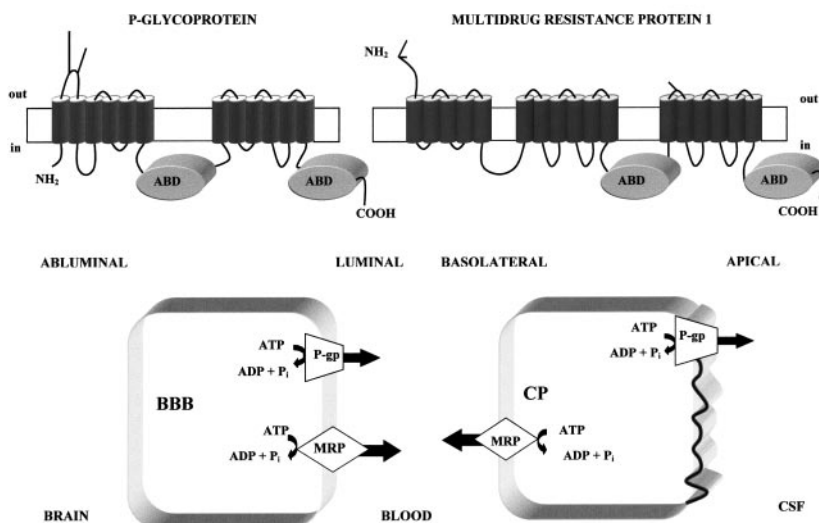 P-GLYCOPROTEIN
MULTIDRUG RESISTANCE PROTEIN 1
NH2
out
in
NH2
ABD
ABD
COOH
out
in
ABD
ABD
COOH
ABLUMINAL
LUMINAL
BASOLATERAL
APICAL
ATP
P-gp
ADP + Pi
BBB
ATP
MRP
ADP + Pi
ATP
P-gp
ADP + Pi
CP
MRP
ATP
ADP + Pi
BRAIN
BLOOD
CSF